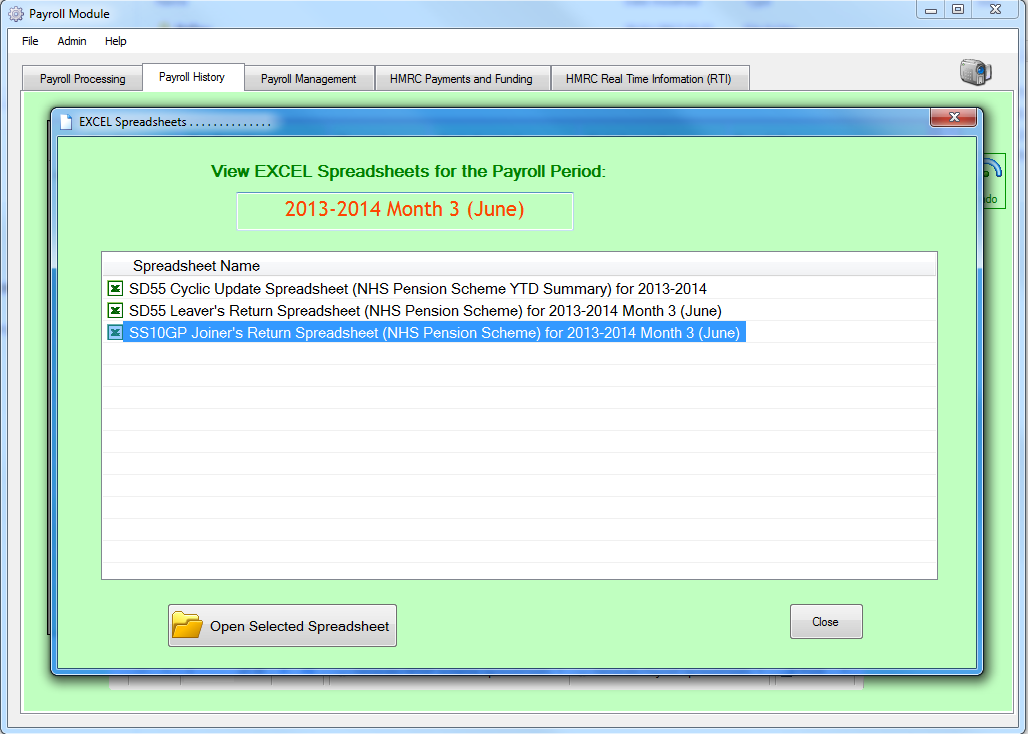 Payroll Module
File Admin Help
Payroll Processing Payroll History Payroll Management HMRC Payments and Funding HMRC Real Time Information (RTI)
EXCEL Spreadsheets . . . . . . . . . . . . . .
View EXCEL Spreadsheets for the Payroll Period:
2013-2014 Month 3 (June)
Spreadsheet Name
SD55 Cyclic Update Spreadsheet (NHS Pension Scheme YTD Summary) for 2013-2014
SD55 Leaver's Return Spreadsheet (NHS Pension Scheme) for 2013-2014 Month 3 (June)
SS10GP Joiner's Return Spreadsheet (NHS Pension Scheme) for 2013-2014 Month 3 (June)
Open Selected Spreadsheet
Close